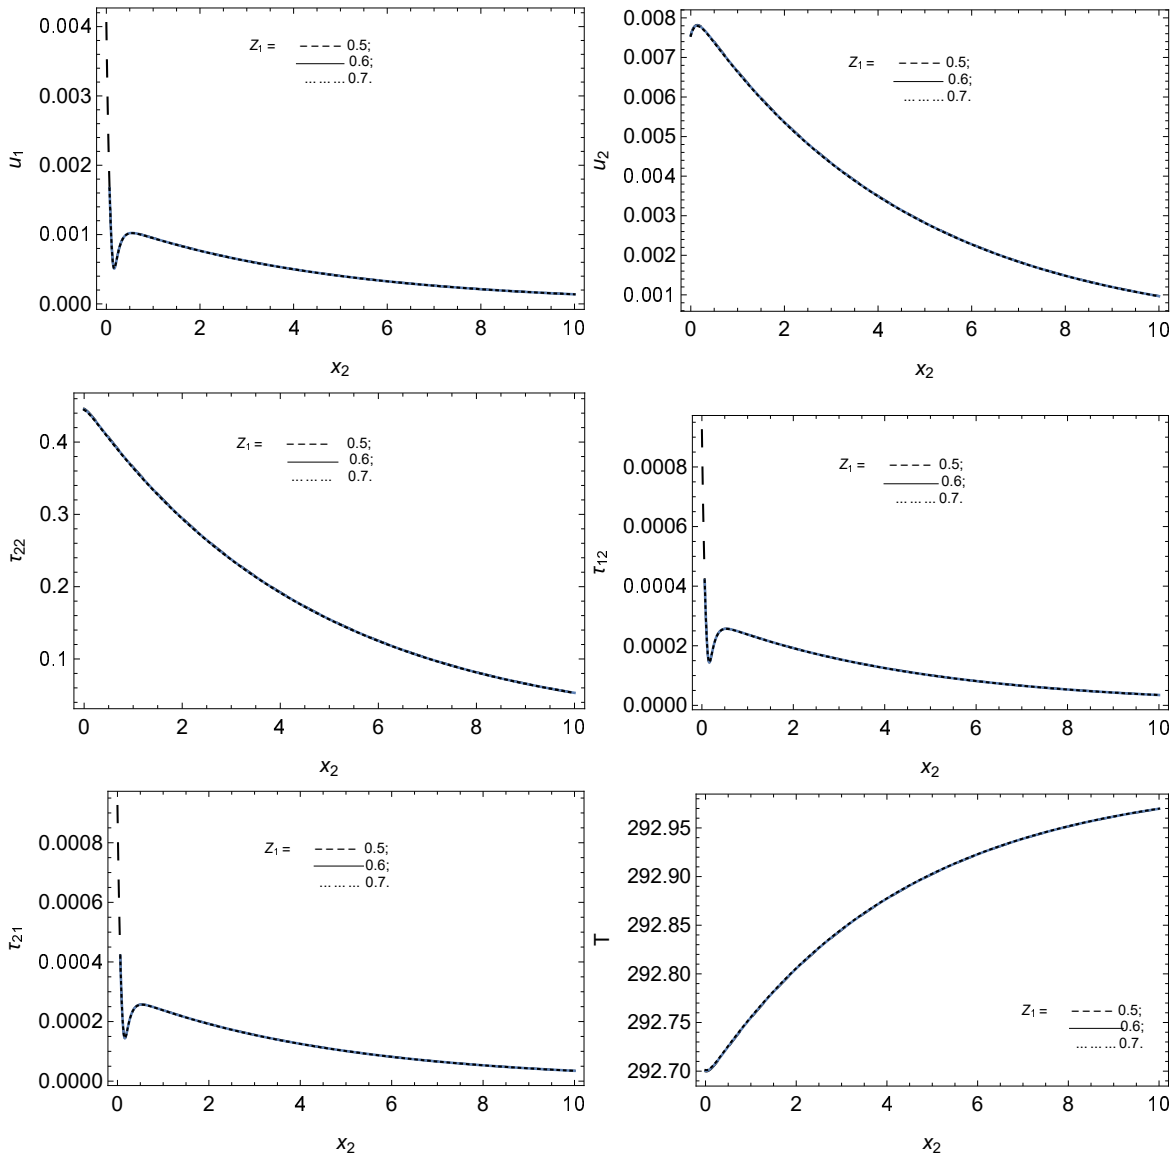 0.004
0.003
0.002
0.001
0.000
u1
0 2 4 6 8 10
x2
Z1 = ----- 0.5;
0.6;
.........0.7.
0.008
0.007
0.006
0.005
0.004
0.003
0.002
0.001
u2
0 2 4 6 8 10
x2
Z1 = ----- 0.5;
0.6;
.........0.7.
0.4
0.3
0.2
0.1
τ22
0 2 4 6 8 10
x2
Z1 = ----- 0.5;
0.6;
......... 0.7.
0.0008
0.0006
0.0004
0.0002
0.0000
τ12
0 2 4 6 8 10
x2
Z1 = ----- 0.5;
0.6;
.........0.7.
0.0008
0.0006
0.0004
0.0002
0.0000
τ21
0 2 4 6 8 10
x2
Z1 = ----- 0.5;
0.6;
......... 0.7.
292.95
292.90
292.85
292.80
292.75
292.70
T
0 2 4 6 8 10
x2
Z1 = ----- 0.5;
0.6;
.........0.7.